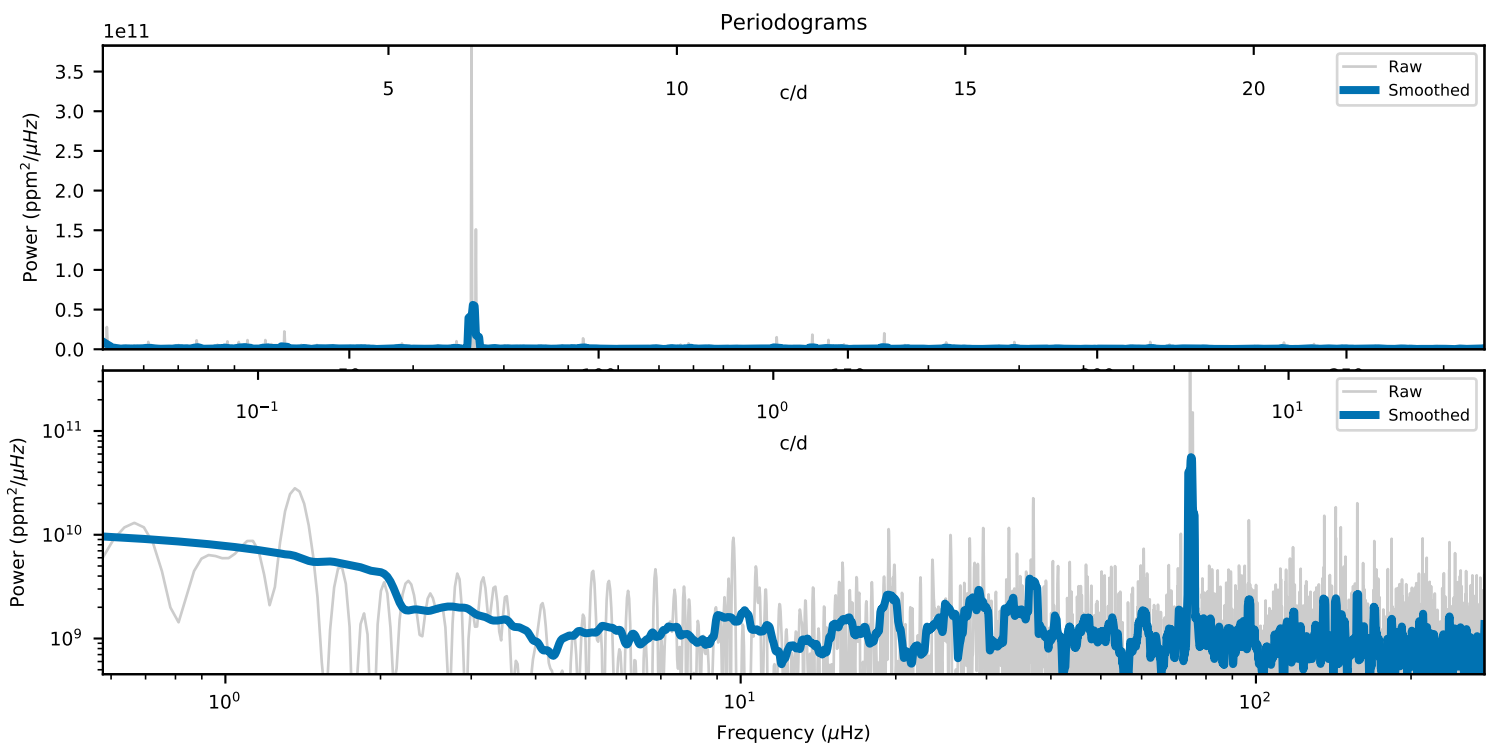 Periodograms
1e11
Power (ppm²/μHz)
3.5
3.0
2.5
2.0
1.5
1.0
0.5
0.0
5 10 15 20
c/d
Raw
Smoothed
Power (ppm²/μHz)
10¹¹
10¹⁰
10⁹
10⁻¹ 10⁰ 10¹
c/d
Raw
Smoothed
10⁰ 10¹ 10²
Frequency (μHz)